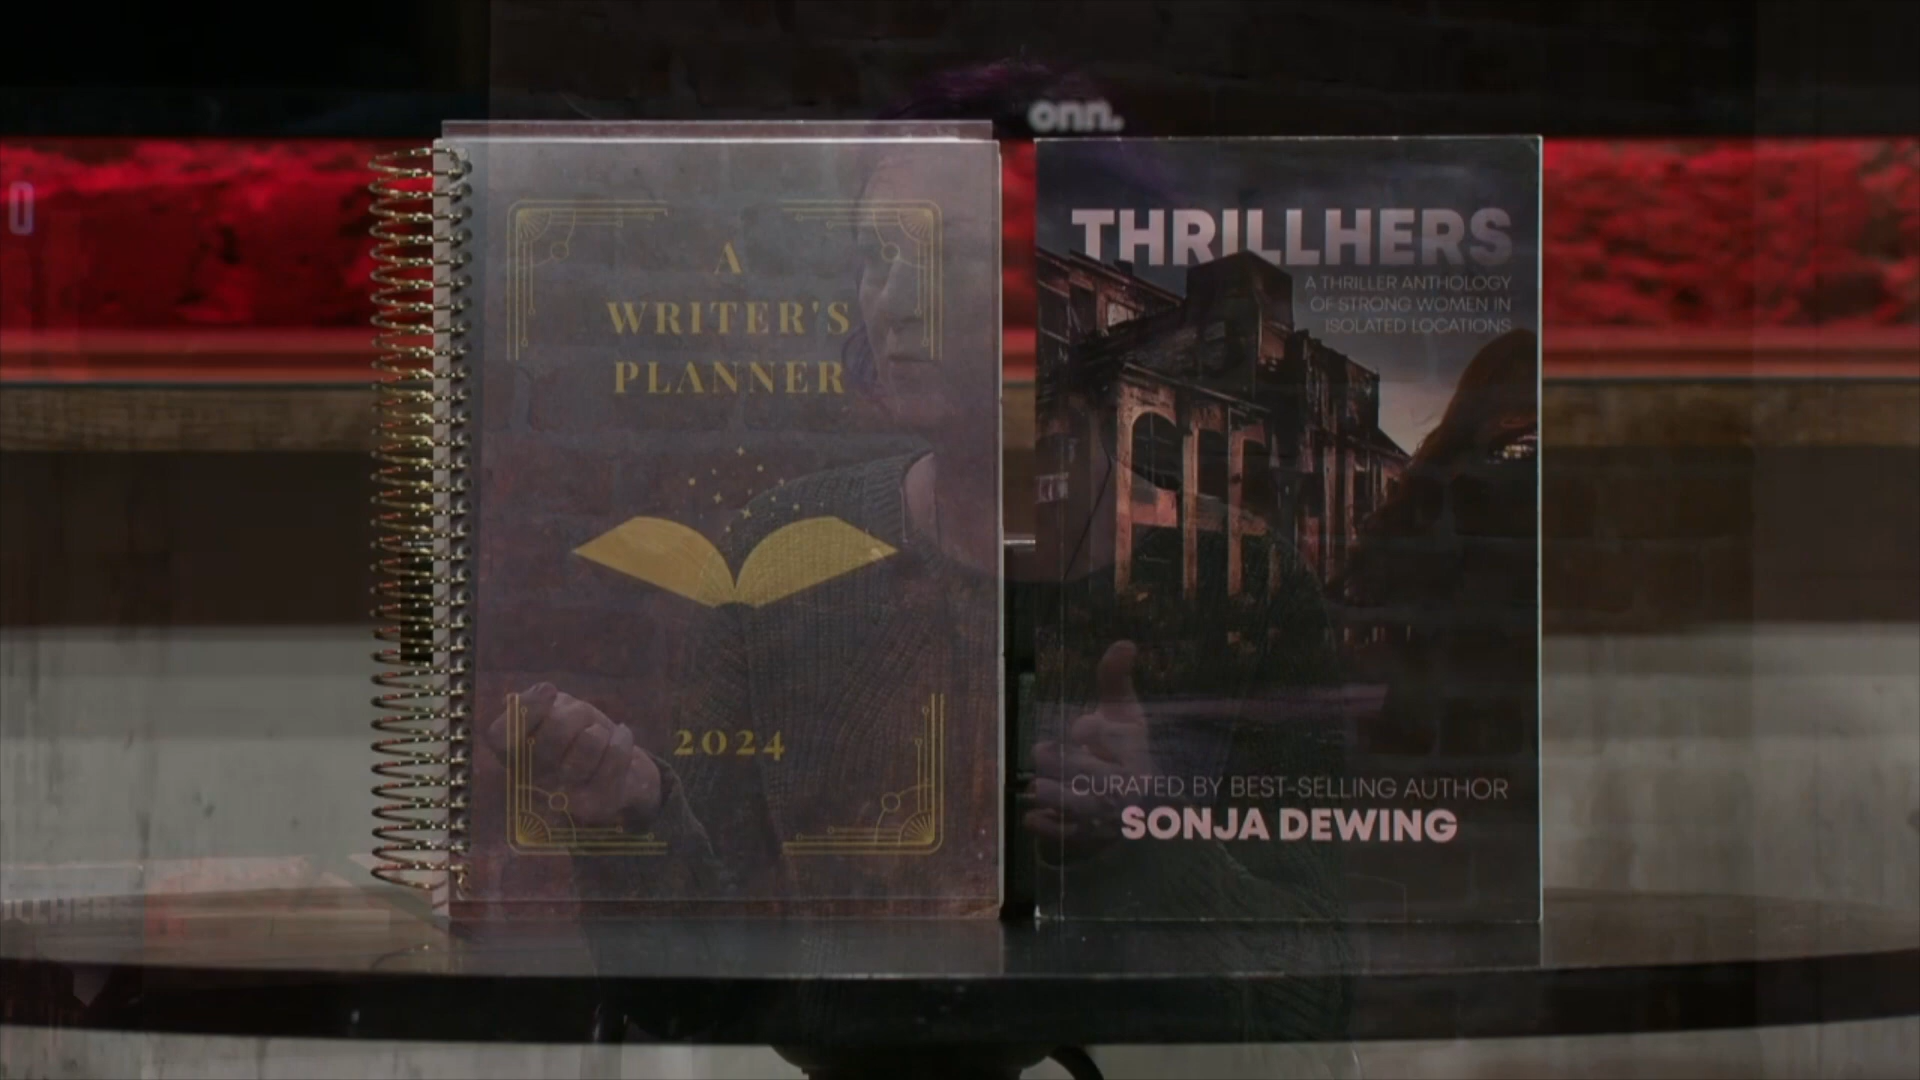 onn.
A
WRITER'S
PLANNER
2024
THRILLHERS
A THRILLER ANTHOLOGY
OF STRONG WOMEN IN
ISOLATED LOCATIONS
CURATED BY BEST-SELLING AUTHOR
SONJA DEWING